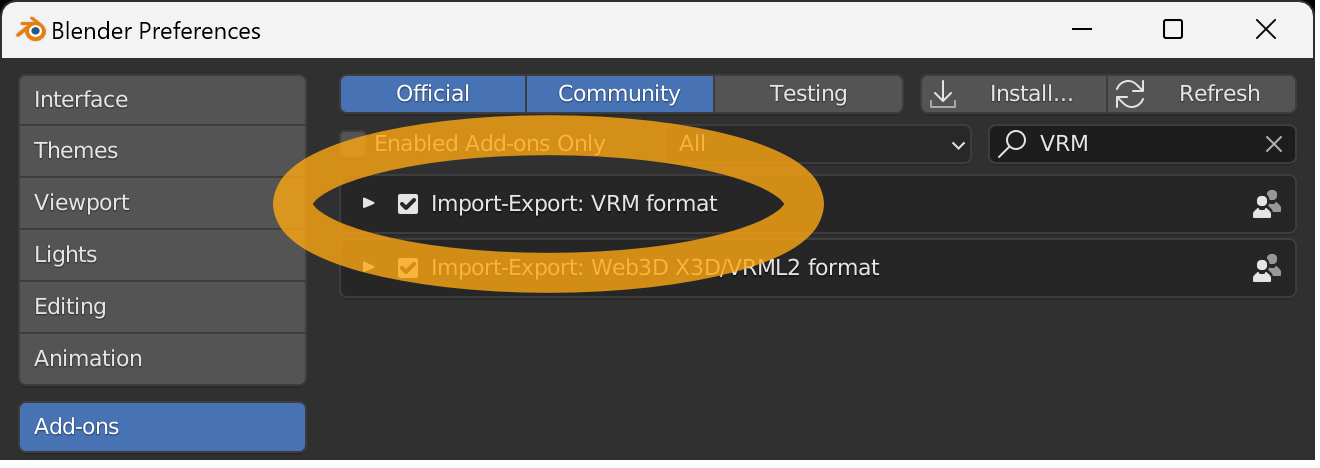 Blender Preferences
Interface
Themes
Viewport
Lights
Editing
Animation
Add-ons
Official Community Testing Install... Refresh
Enabled Add-ons Only All VRM
Import-Export: VRM format
Import-Export: Web3D X3D/VRML2 format